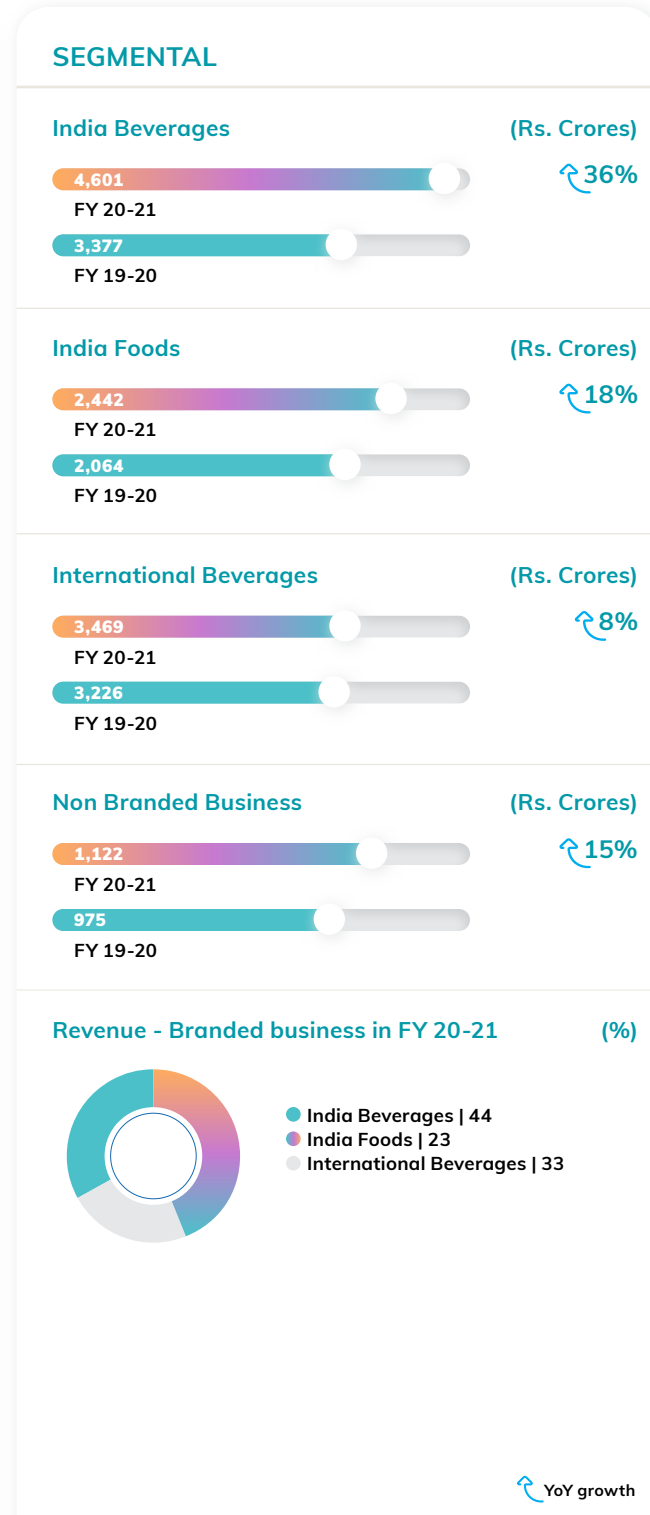 SEGMENTAL
India Beverages (Rs. Crores)
4,601 36%
FY 20-21
3,377
FY 19-20
India Foods (Rs. Crores)
2,442 18%
FY 20-21
2,064
FY 19-20
International Beverages (Rs. Crores)
3,469 8%
FY 20-21
3,226
FY 19-20
Non Branded Business (Rs. Crores)
1,122 15%
FY 20-21
975
FY 19-20
Revenue - Branded business in FY 20-21 (%)
India Beverages | 44
India Foods | 23
International Beverages | 33
YoY growth